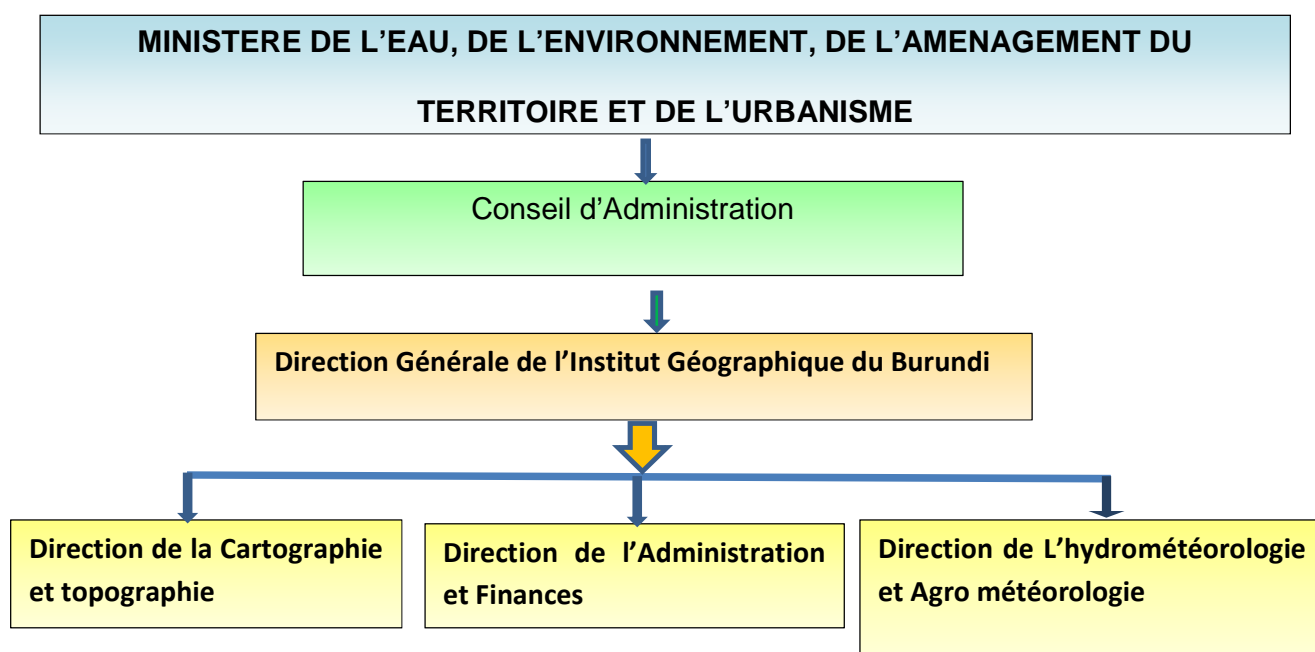 MINISTERE DE L’EAU, DE L’ENVIRONNEMENT, DE L’AMENAGEMENT DU
TERRITOIRE ET DE L’URBANISME
Conseil d’Administration
Direction Générale de l’Institut Géographique du Burundi
Direction de la Cartographie
et topographie
Direction de l’Administration
et Finances
Direction de L’hydrométéorologie
et Agro météorologie